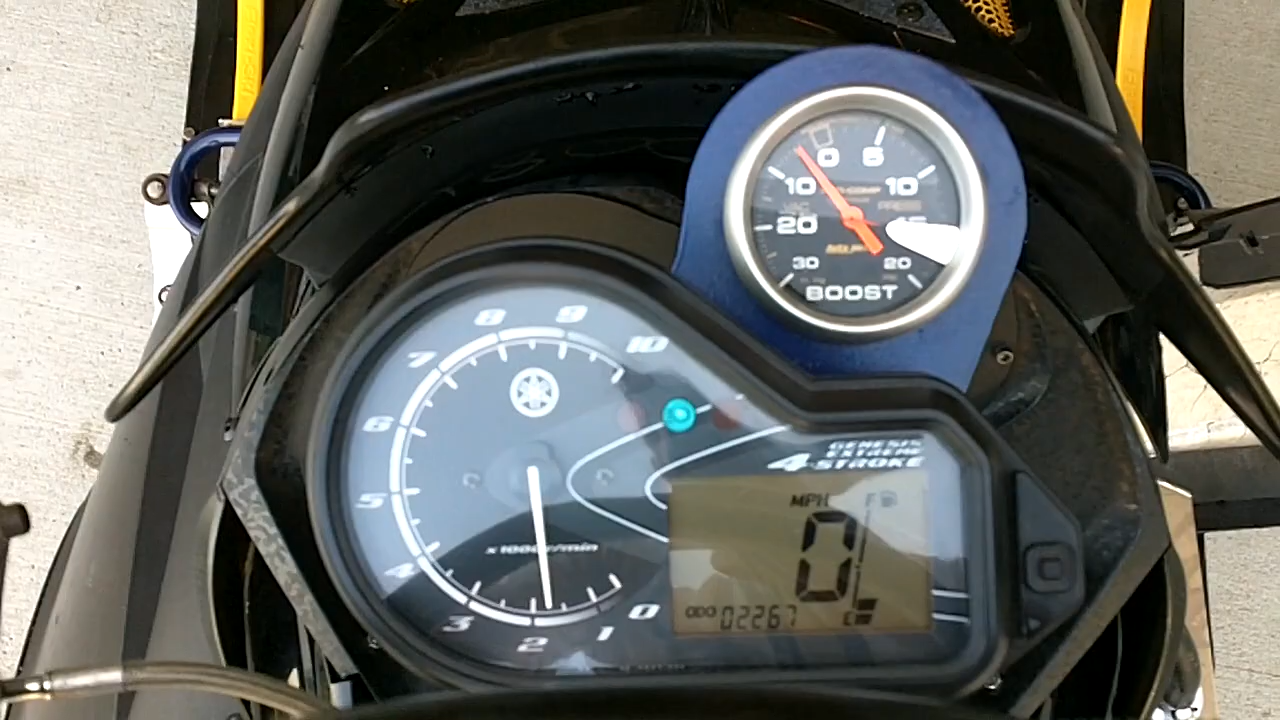 0 5
10 10
VAC PRESS
20 15
30 20
BOOST
8 9
7 10
6
5
4
3
2 1 0
x1000r/min
GENESIS
EXTREME
4-STROKE
MPH F
0
E
ODO 02267